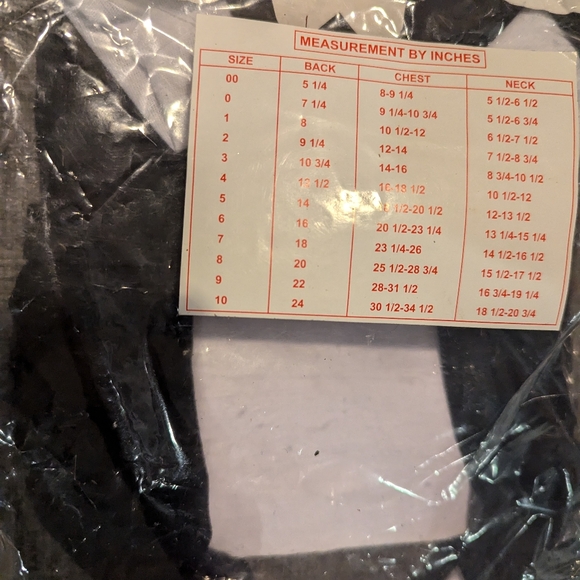 MEASUREMENT BY INCHES
SIZE BACK CHEST NECK
00 5 1/4 8-9 1/4 5 1/2-6 1/2
0 7 1/4 9 1/4-10 3/4 5 1/2-6 3/4
1 8 10 1/2-12 6 1/2-7 1/2
2 9 1/4 12-14 7 1/2-8 3/4
3 10 3/4 14-16 8 3/4-10 1/2
4 12 1/2 16-18 1/2 10 1/2-12
5 14 1/2-20 1/2 12-13 1/2
6 16 20 1/2-23 1/4 13 1/4-15 1/4
7 18 23 1/4-26 14 1/2-16 1/2
8 20 25 1/2-28 3/4 15 1/2-17 1/2
9 22 28-31 1/2 16 3/4-19 1/4
10 24 30 1/2-34 1/2 18 1/2-20 3/4